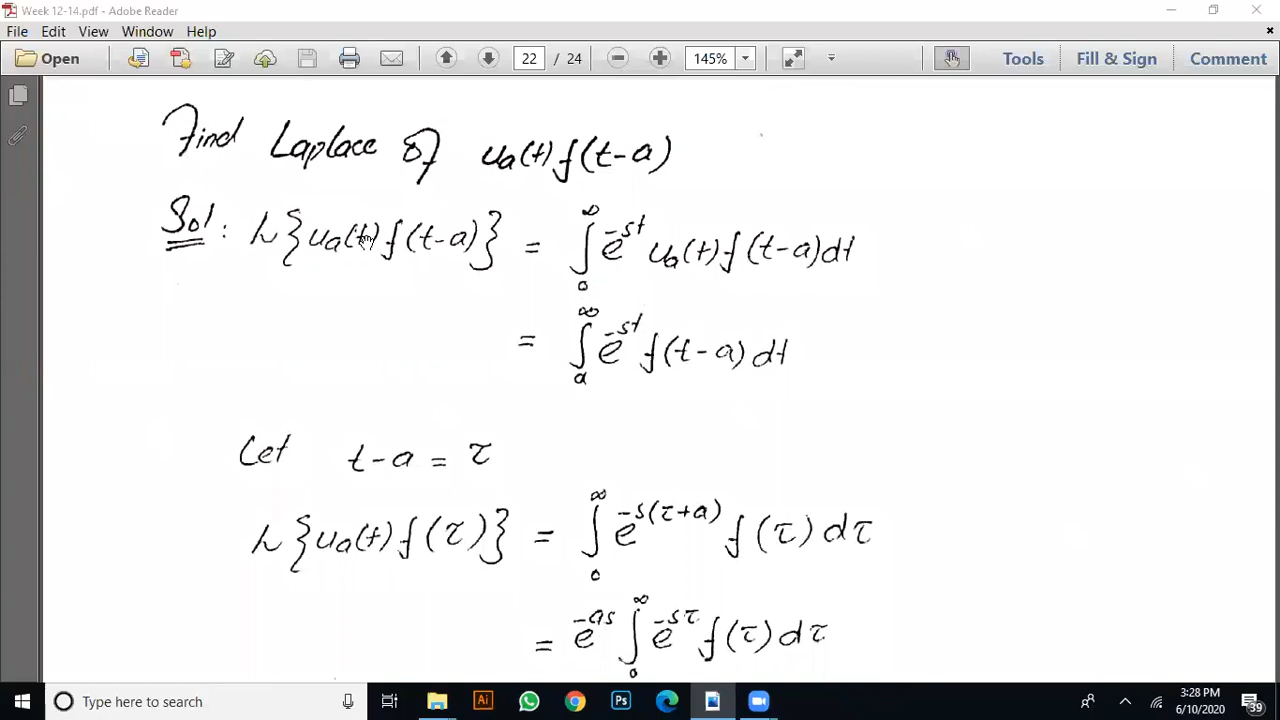 Week 12-14.pdf - Adobe Reader
File Edit View Window Help
Open 22 / 24 145% Tools Fill & Sign Comment
Find Laplace of uₐ(t)f(t-a)
Sol: L{uₐ(t)f(t-a)} = ∫₀^∞ e^{-st} uₐ(t)f(t-a)dt
= ∫ₐ^∞ e^{-st} f(t-a)dt
Let t-a = τ
L{uₐ(t)f(τ)} = ∫₀^∞ e^{-s(τ+a)} f(τ)dτ
= e^{-as} ∫₀^∞ e^{-sτ} f(τ)dτ
Type here to search
3:28 PM
6/10/2020
39